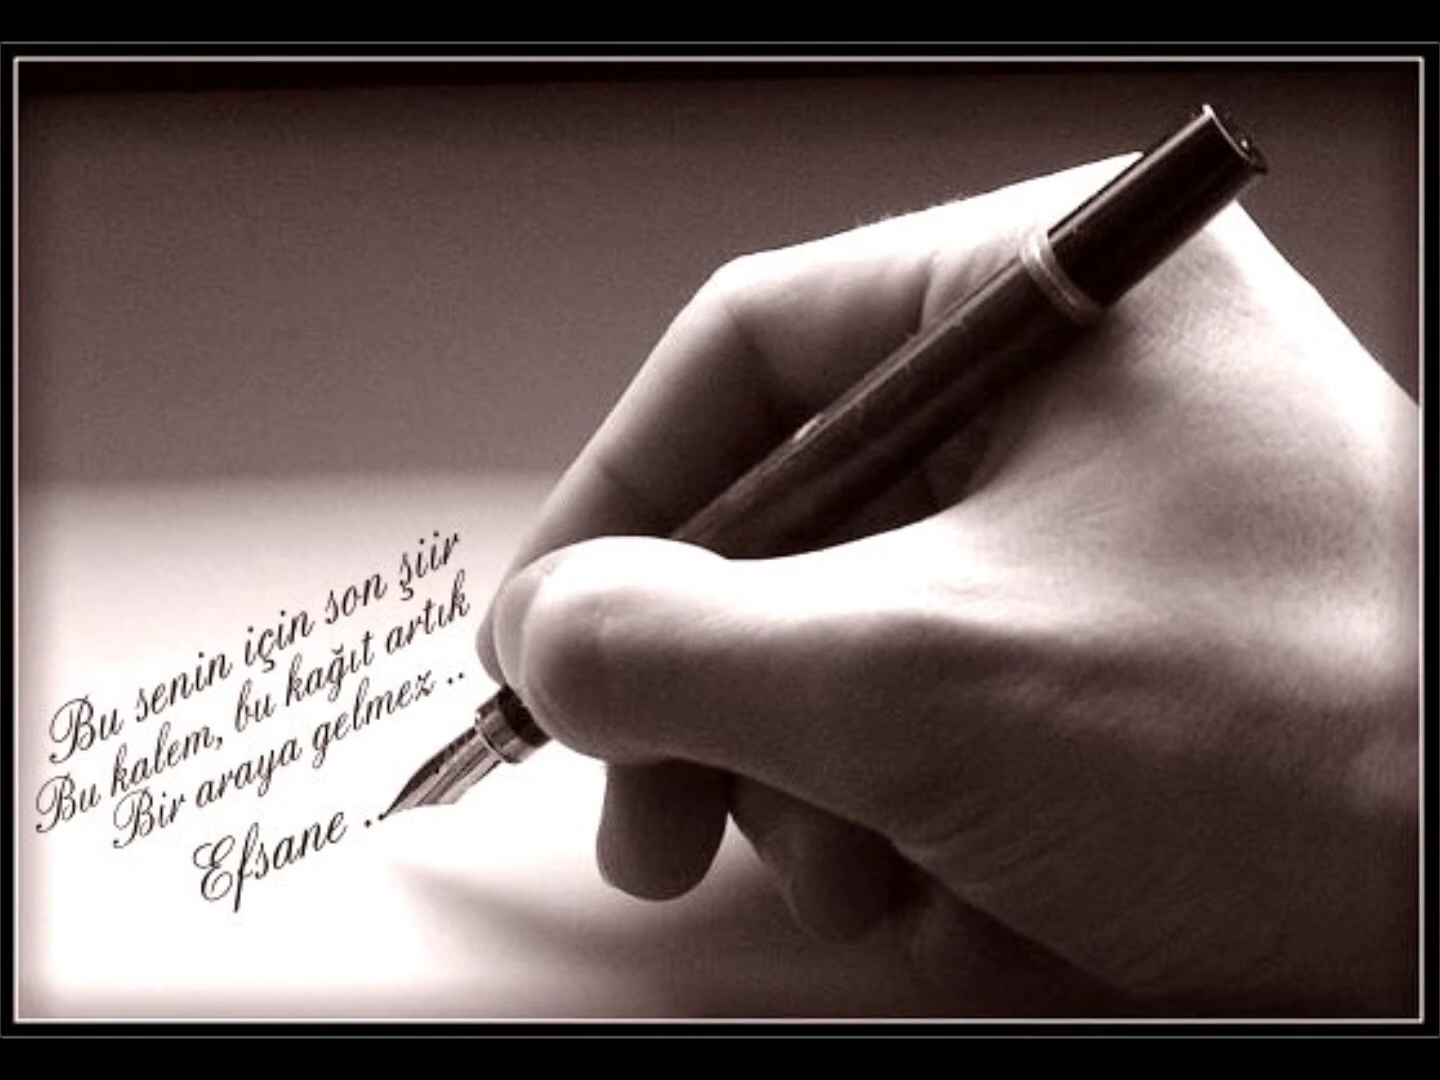 Bu senin için son şiir
Bu kalem, bu kağıt artık
Bir araya gelmez ..
Efsane ..